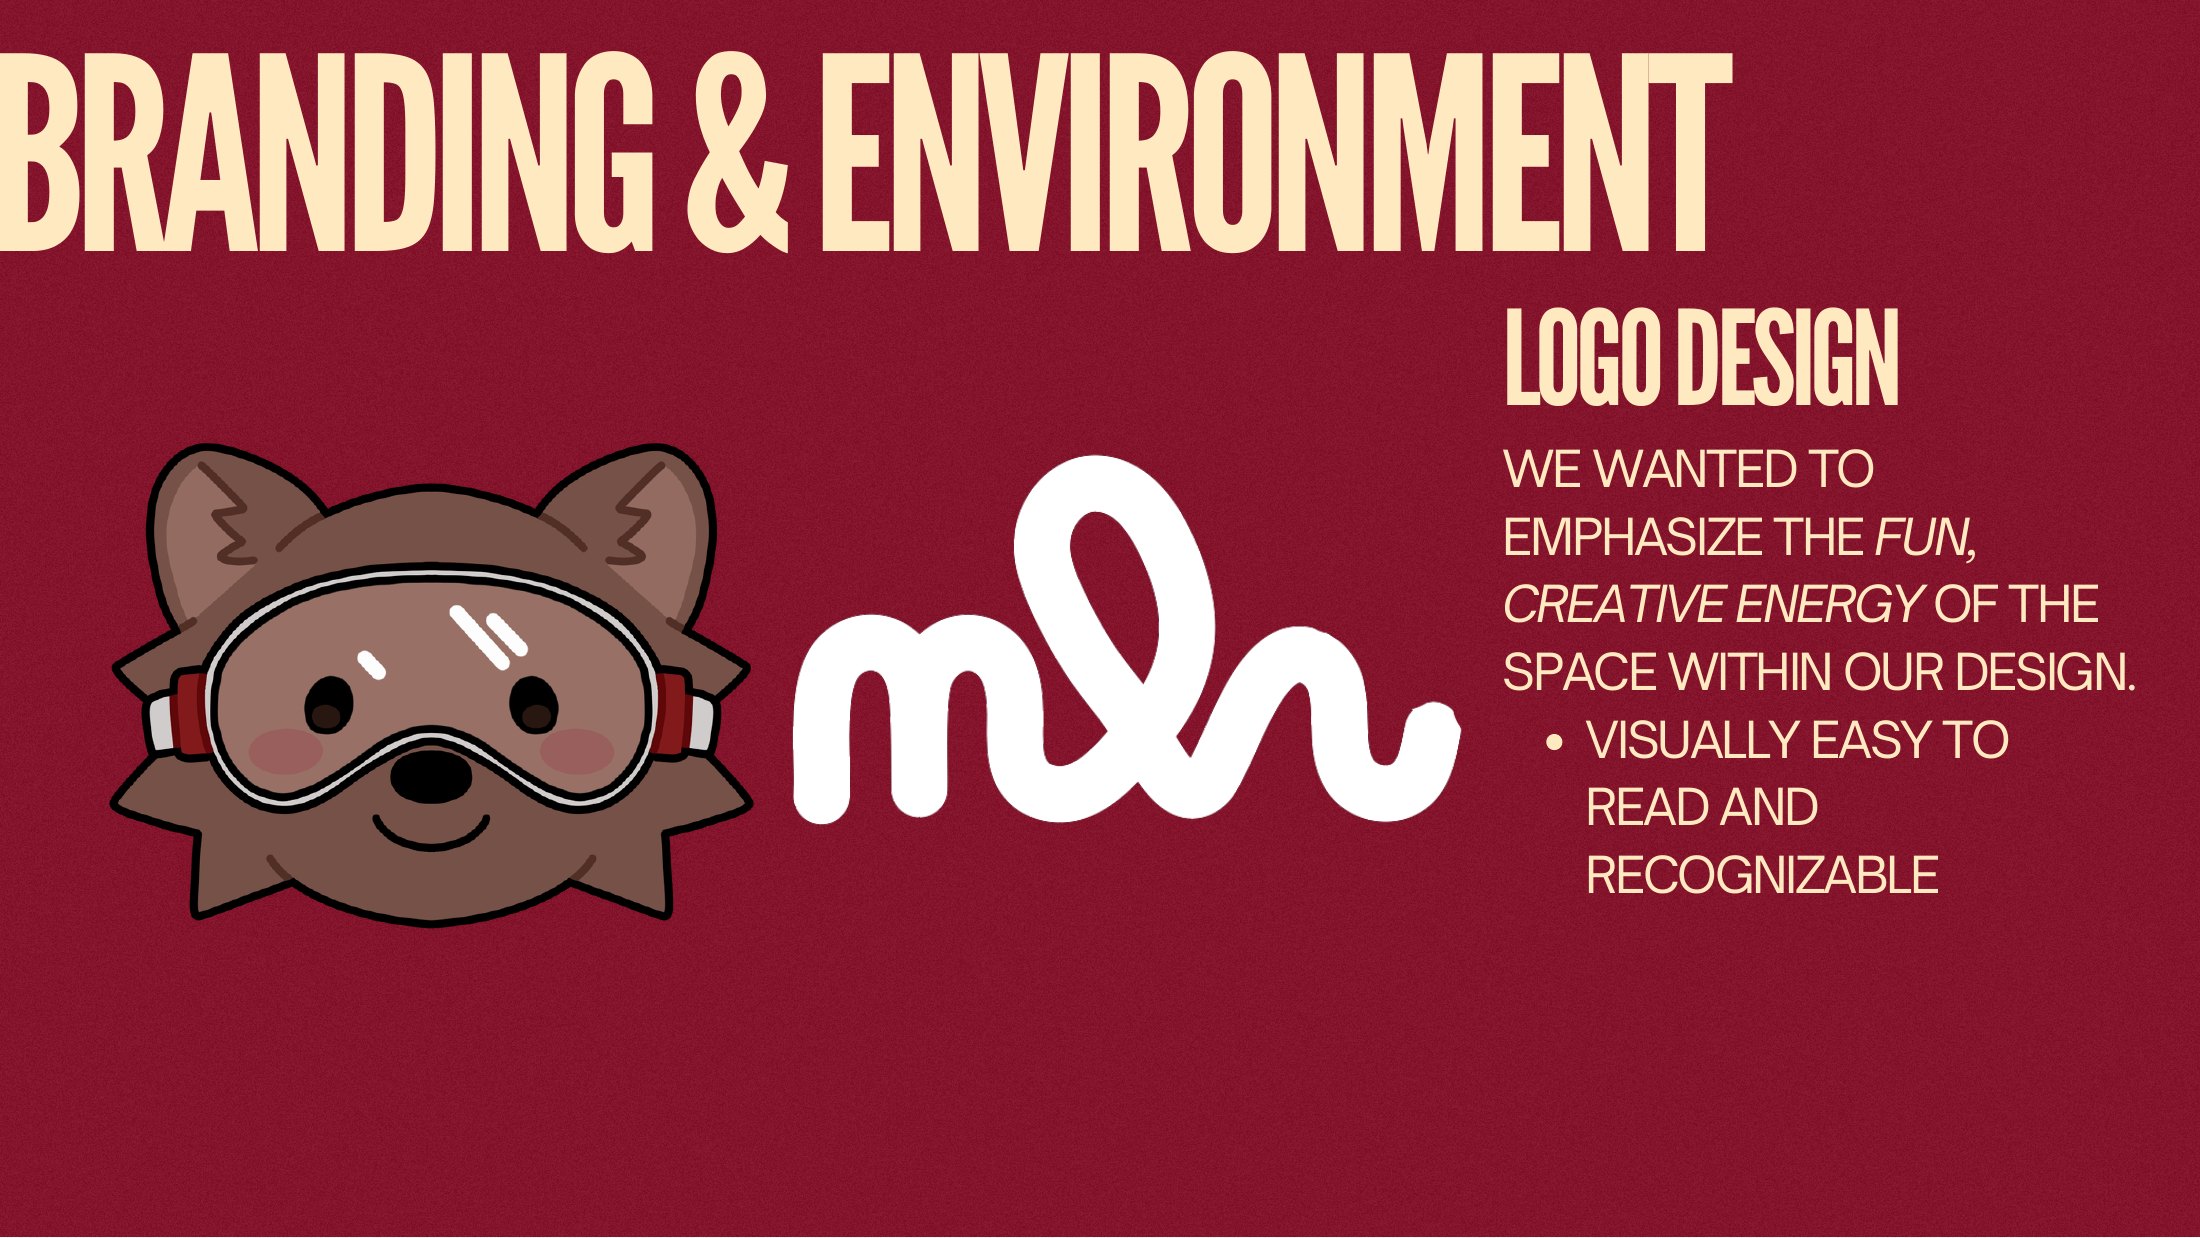 BRANDING & ENVIRONMENT
LOGO DESIGN
WE WANTED TO
EMPHASIZE THE FUN,
CREATIVE ENERGY OF THE
SPACE WITHIN OUR DESIGN.
• VISUALLY EASY TO
READ AND
RECOGNIZABLE